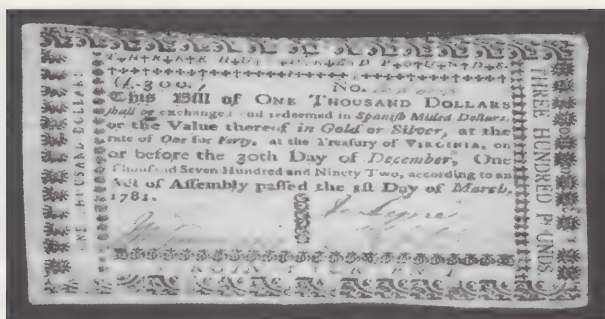 T+H+R+E+E H+U+N+D+R+E+D P+O+U+N+D+S.
£.300., No.
This Bill of ONE THOUSAND DOLLARS
shall be exchanged and redeemed in Spanish Milled Dollars,
or the Value thereof in Gold or Silver, at the
rate of One for Forty, at the Treasury of VIRGINIA, on
or before the 30th Day of December, One
Thousand Seven Hundred and Ninety Two, according to an
Act of Assembly passed the 1st Day of March,
1781.
ONE THOUSAND DOLLARS
THREE HUNDRED POUNDS